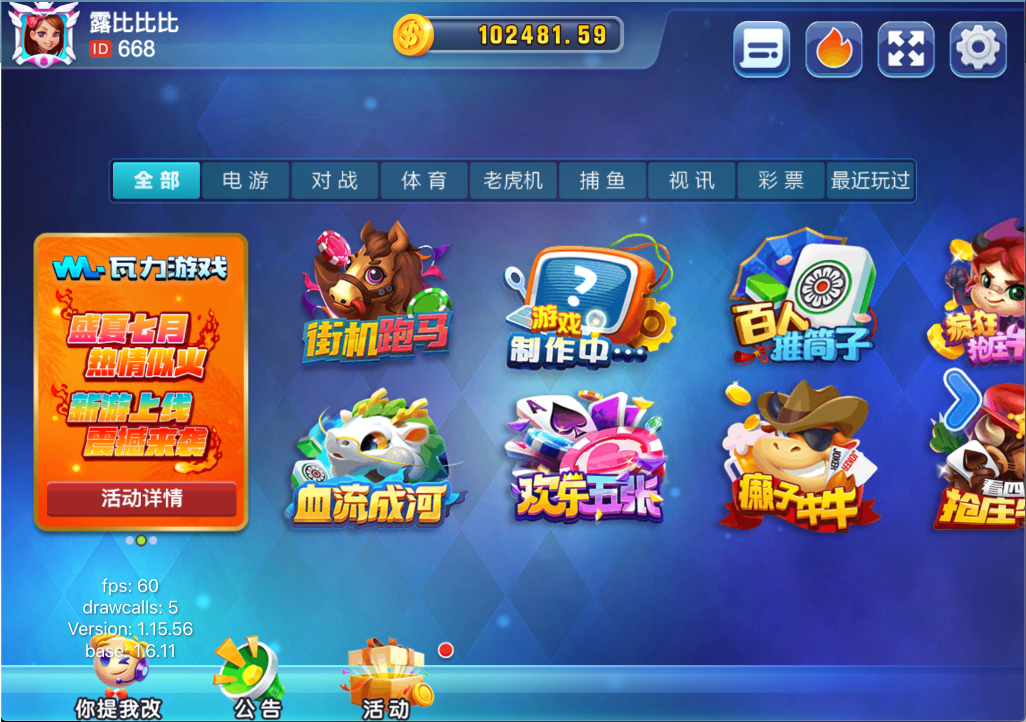 露比比比
ID 668
102481.59
全部
电游
对战
体育
老虎机
捕鱼
视讯
彩票
最近玩过
瓦力游戏
盛夏七月
热情似火
新游上线
震撼来袭
活动详情
街机跑马
?
游戏
制作中...
百人
推筒子
疯狂
血流成河
A
欢乐五张
JOKER
JOKER
癞子牛牛
看四
抢庄
fps: 60
drawcalls: 5
Version: 1.15.56
base: 1.6.11
你提我改
公告
活动